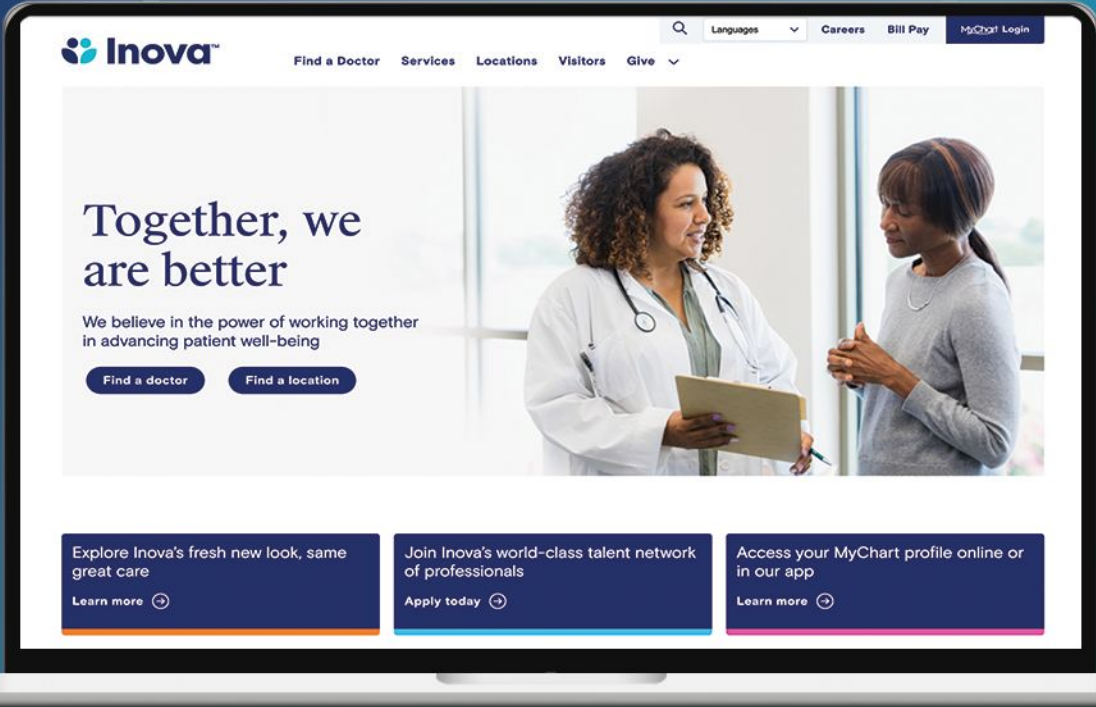 Languages
Careers
Bill Pay
MyChart Login
Inova™
Find a Doctor
Services
Locations
Visitors
Give
Together, we
are better
We believe in the power of working together
in advancing patient well-being
Find a doctor
Find a location
Explore Inova's fresh new look, same
great care
Learn more
Join Inova's world-class talent network
of professionals
Apply today
Access your MyChart profile online or
in our app
Learn more